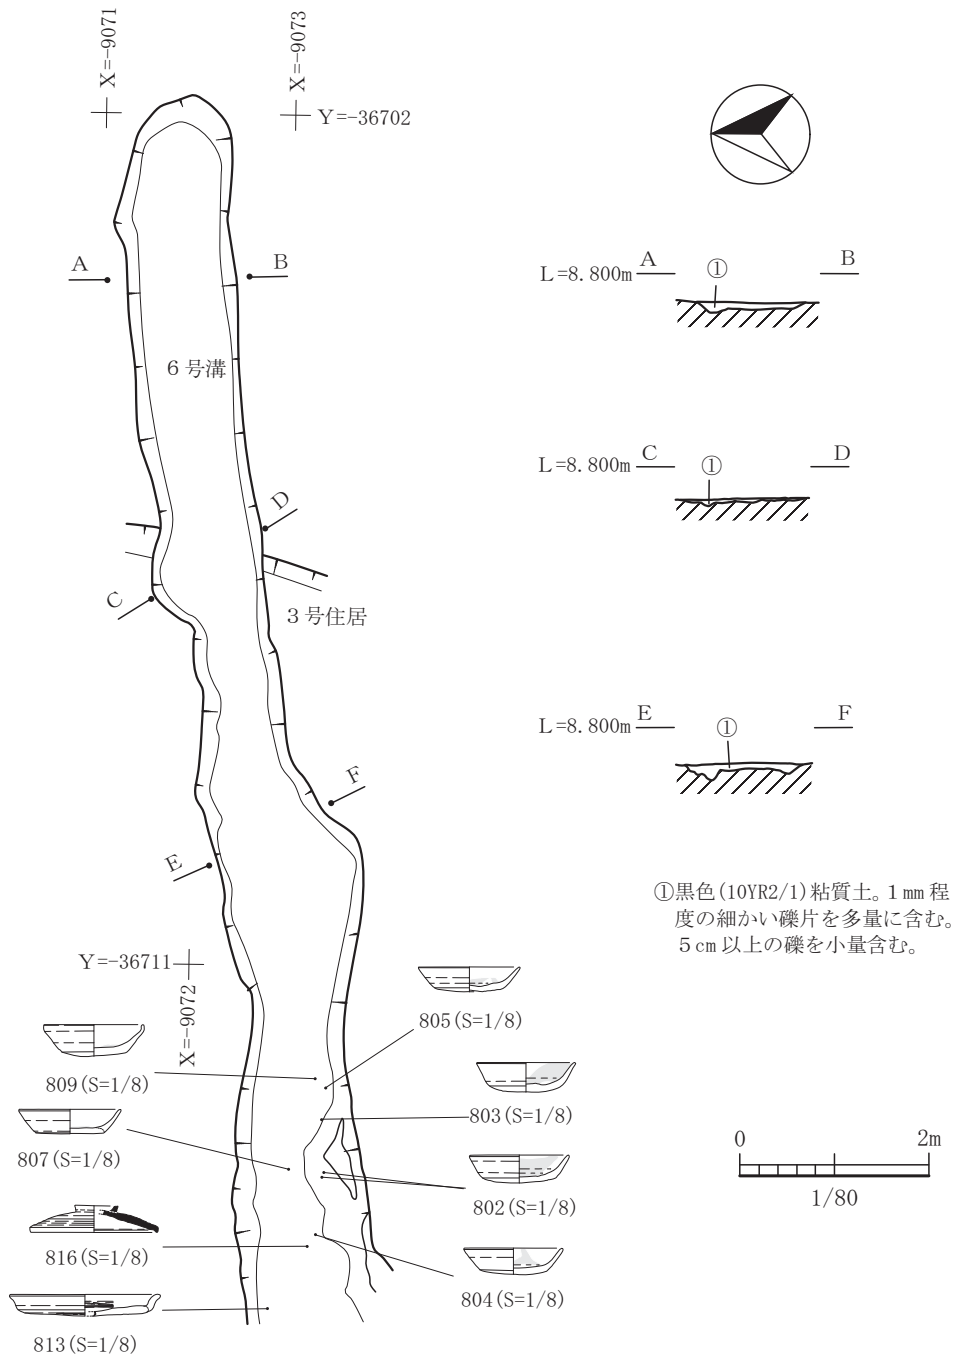 X=-9071
X=-9073
Y=-36702
A
B
6号溝
D
C
3号住居
F
E
Y=-36711
X=-9072
L=8.800m
A
①
B
L=8.800m
C
①
D
L=8.800m
E
①
F
①黒色(10YR2/1)粘質土。1mm程
度の細かい礫片を多量に含む。
5cm以上の礫を小量含む。
805(S=1/8)
809(S=1/8)
803(S=1/8)
807(S=1/8)
802(S=1/8)
816(S=1/8)
804(S=1/8)
813(S=1/8)
0
2m
1/80